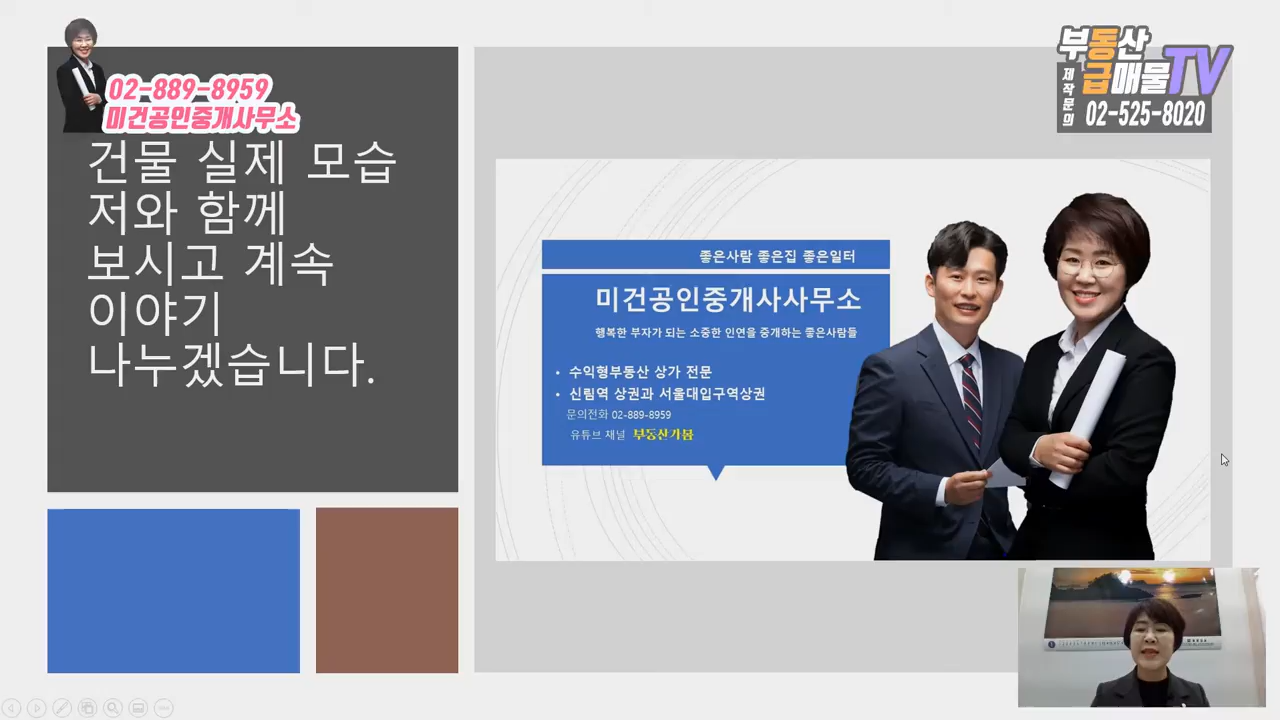 02-889-8959
미건공인중개사무소
건물 실제 모습
저와 함께
보시고 계속
이야기
나누겠습니다.
부동산
급매물TV
제작문의
02-525-8020
좋은사람 좋은집 좋은일터
미건공인중개사사무소
행복한 부자가 되는 소중한 인연을 중개하는 좋은사람들
• 수익형부동산 상가 전문
• 신림역 상권과 서울대입구역상권
문의전화 02-889-8959
유튜브 채널 부동산가봄